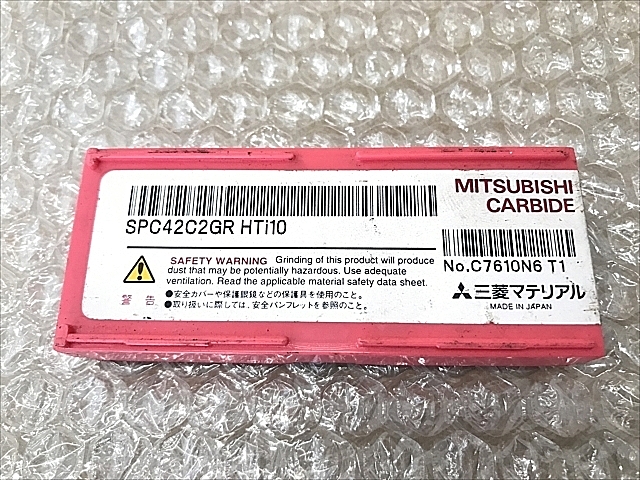 MITSUBISHI
CARBIDE
SPC42C2GR HTi10
No.C7610N6 T1
SAFETY WARNING Grinding of this product will produce
dust that may be potentially hazardous. Use adequate
ventilation. Read the applicable material safety data sheet.
警告
●安全カバーや保護眼鏡などの保護具を使用のこと。
●取り扱いに際しては、安全パンフレットを参照のこと。
三菱マテリアル
MADE IN JAPAN